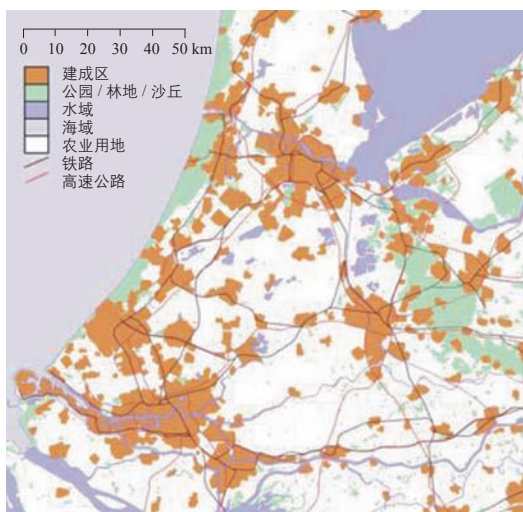 0 10 20 30 40 50 km
建成区
公园 / 林地 / 沙丘
水域
海域
农业用地
铁路
高速公路